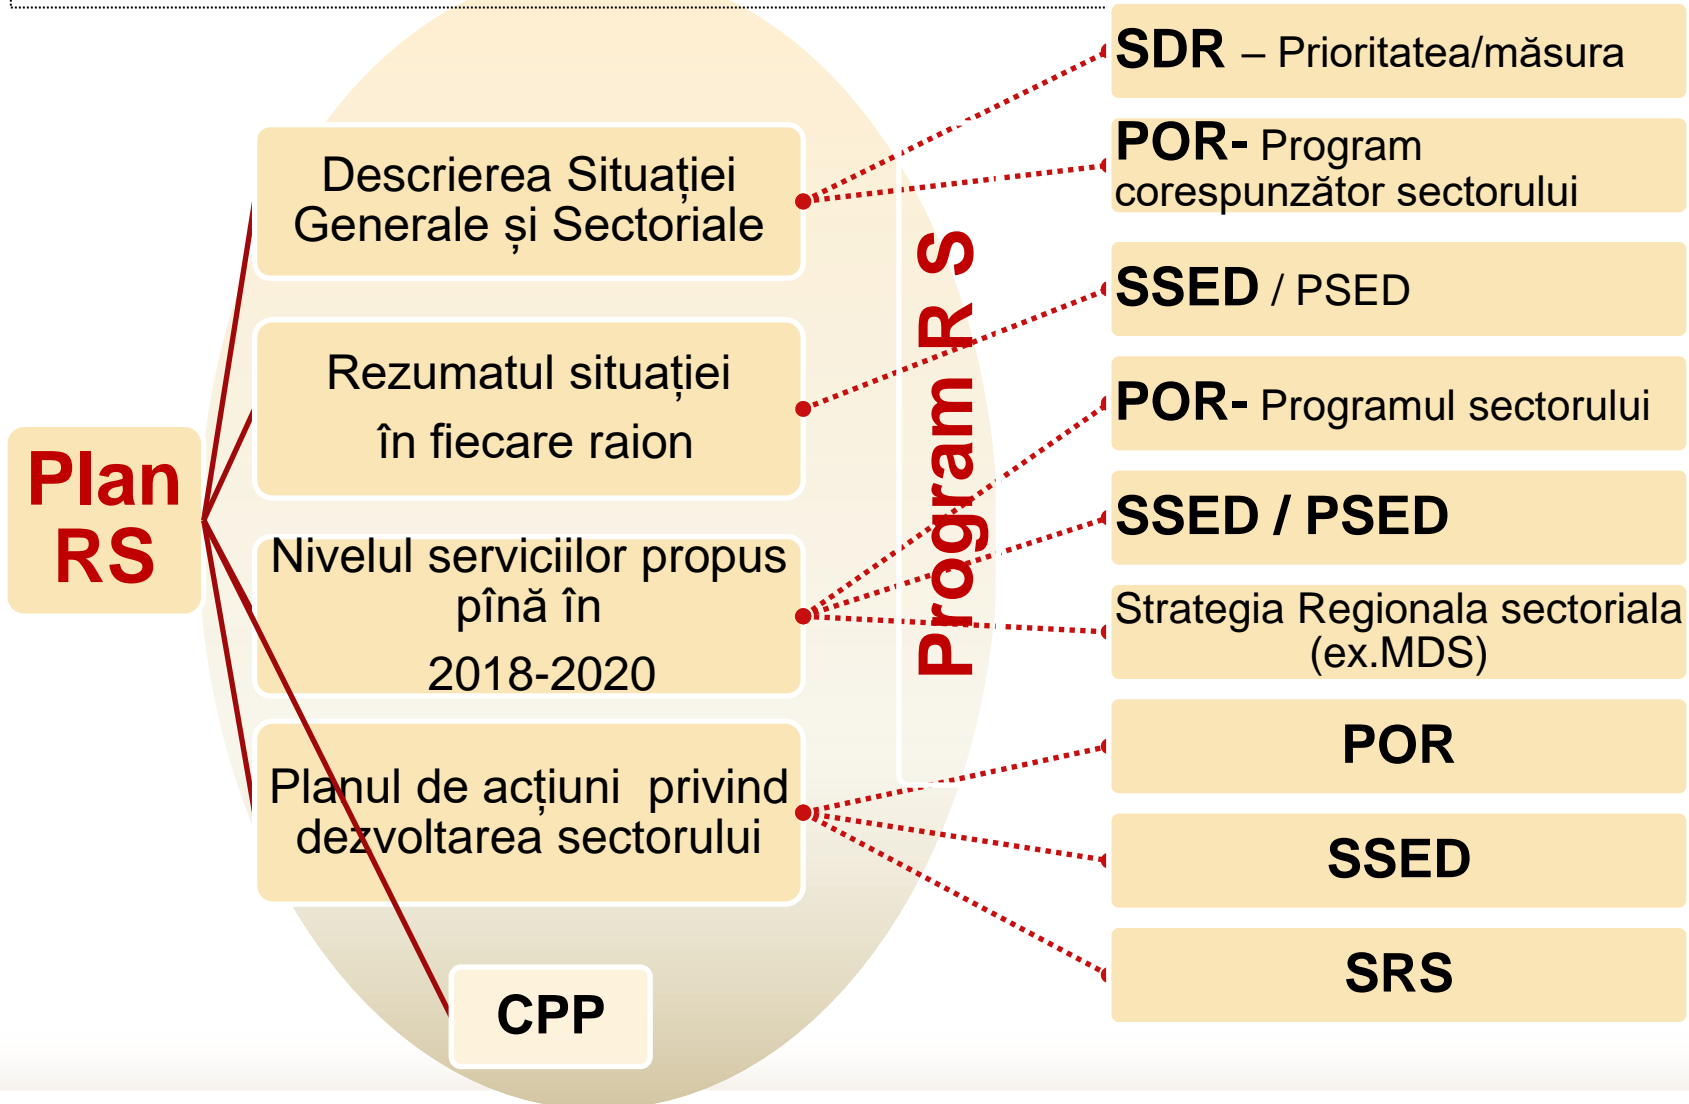 Plan
RS
Descrierea Situației
Generale și Sectoriale
Rezumatul situației
în fiecare raion
Nivelul serviciilor propus
pînă în
2018-2020
Planul de acțiuni privind
dezvoltarea sectorului
CPP
Program R S
SDR – Prioritatea/măsura
POR- Program
corespunzător sectorului
SSED / PSED
POR- Programul sectorului
SSED / PSED
Strategia Regionala sectoriala
(ex.MDS)
POR
SSED
SRS